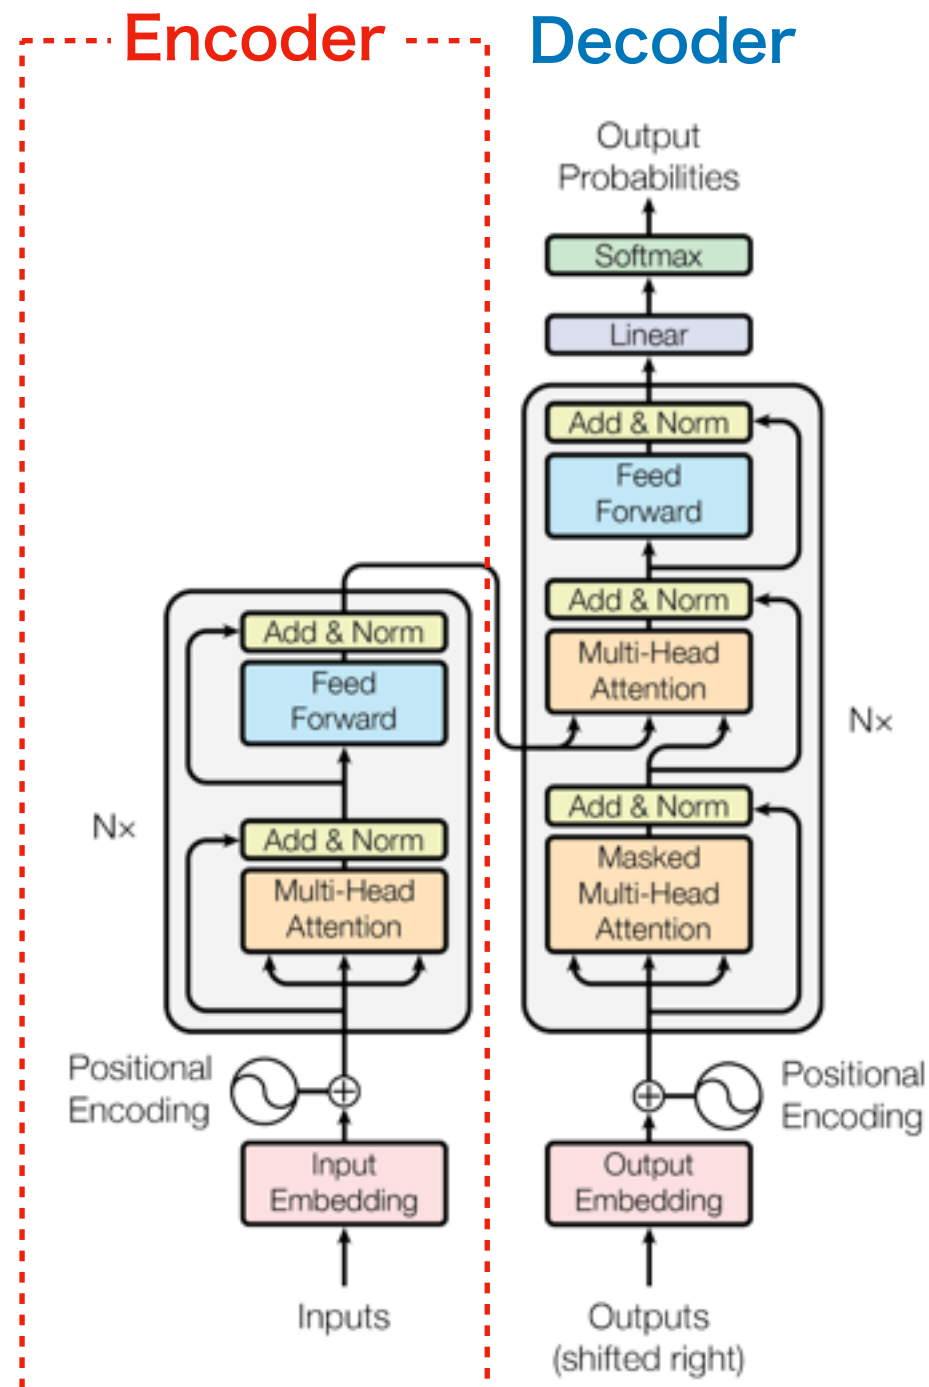 Encoder
Decoder
Output
Probabilities
Softmax
Linear
Add & Norm
Feed
Forward
Add & Norm
Multi-Head
Attention
N×
Add & Norm
Masked
Multi-Head
Attention
Add & Norm
Feed
Forward
N×
Add & Norm
Multi-Head
Attention
Positional
Encoding
Positional
Encoding
Input
Embedding
Output
Embedding
Inputs
Outputs
(shifted right)